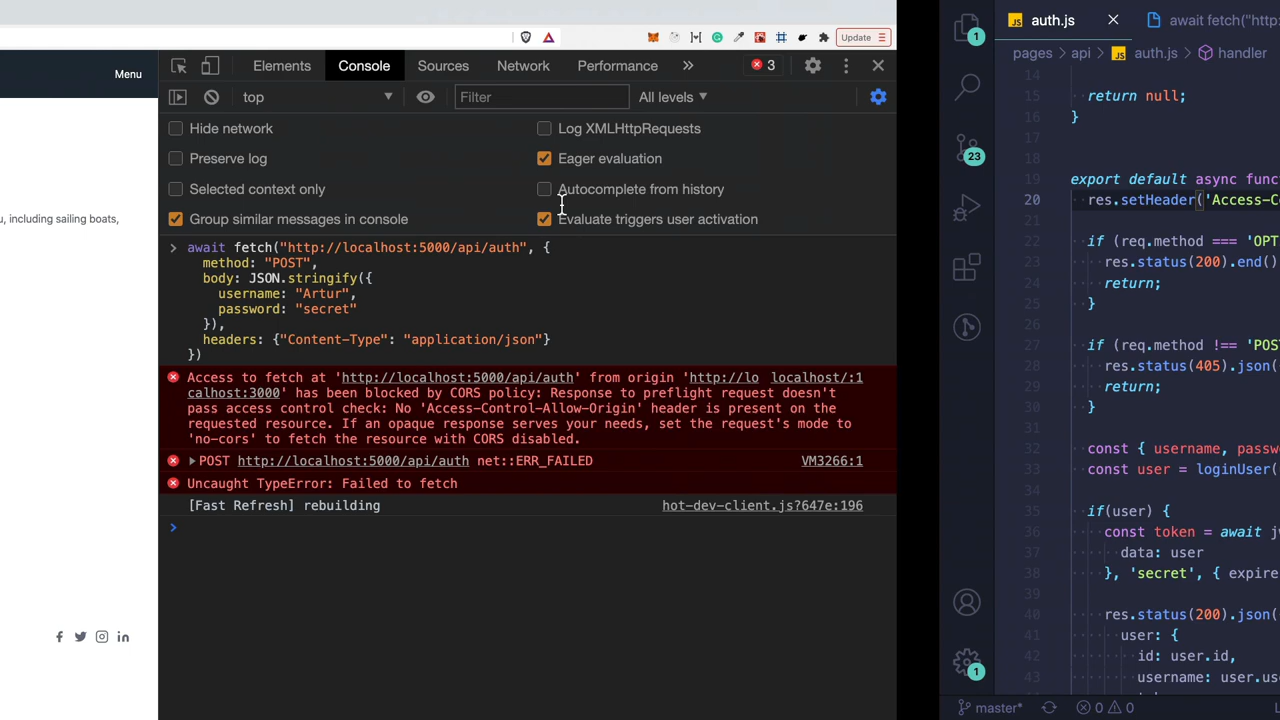 Update
Menu
Elements
Console
Sources
Network
Performance
»
3
top
Filter
All levels
Hide network
Log XMLHttpRequests
Preserve log
Eager evaluation
Selected context only
Autocomplete from history
Group similar messages in console
Evaluate triggers user activation
u, including sailing boats,
await fetch("http://localhost:5000/api/auth", {
method: "POST",
body: JSON.stringify({
username: "Artur",
password: "secret"
}),
headers: {"Content-Type": "application/json"}
})
Access to fetch at 'http://localhost:5000/api/auth' from origin 'http://lo localhost/:1
calhost:3000' has been blocked by CORS policy: Response to preflight request doesn't
pass access control check: No 'Access-Control-Allow-Origin' header is present on the
requested resource. If an opaque response serves your needs, set the request's mode to
'no-cors' to fetch the resource with CORS disabled.
POST http://localhost:5000/api/auth net::ERR_FAILED VM3266:1
Uncaught TypeError: Failed to fetch
[Fast Refresh] rebuilding hot-dev-client.js?647e:196
1
23
1
JS auth.js
await fetch("http:
pages > api > JS auth.js > handler
14
15 return null;
16 }
17
18
19 export default async func
20 res.setHeader('Access-C
21
22 if (req.method === 'OPT
23 res.status(200).end()
24 return;
25 }
26
27 if (req.method !== 'POS
28 res.status(405).json(
29 return;
30 }
31
32 const { username, passw
33 const user = loginUser(
34
35 if(user) {
36 const token = await j
37 data: user
38 }, 'secret', { expire
39
40 res.status(200).json(
41 user: {
42 id: user.id,
43 username: user.us
master* 0 0